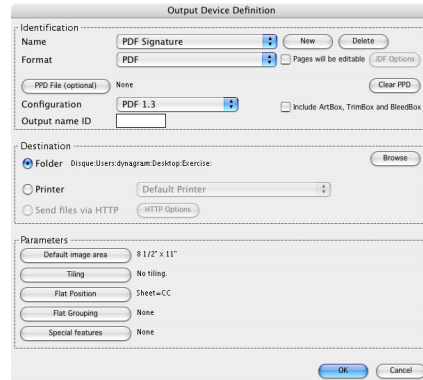 Output Device Definition
Identification
Name PDF Signature New Delete
Format PDF Pages will be editable JDF Options
PPD File (optional) None Clear PPD
Configuration PDF 1.3 Include ArtBox, TrimBox and BleedBox
Output name ID
Destination
Folder Disque:Users:dynagram:Desktop:Exercise: Browse
Printer Default Printer
Send files via HTTP HTTP Options
Parameters
Default image area 8 1/2" x 11"
Tiling No tiling.
Flat Position Sheet=CC
Flat Grouping None
Special features None
OK Cancel